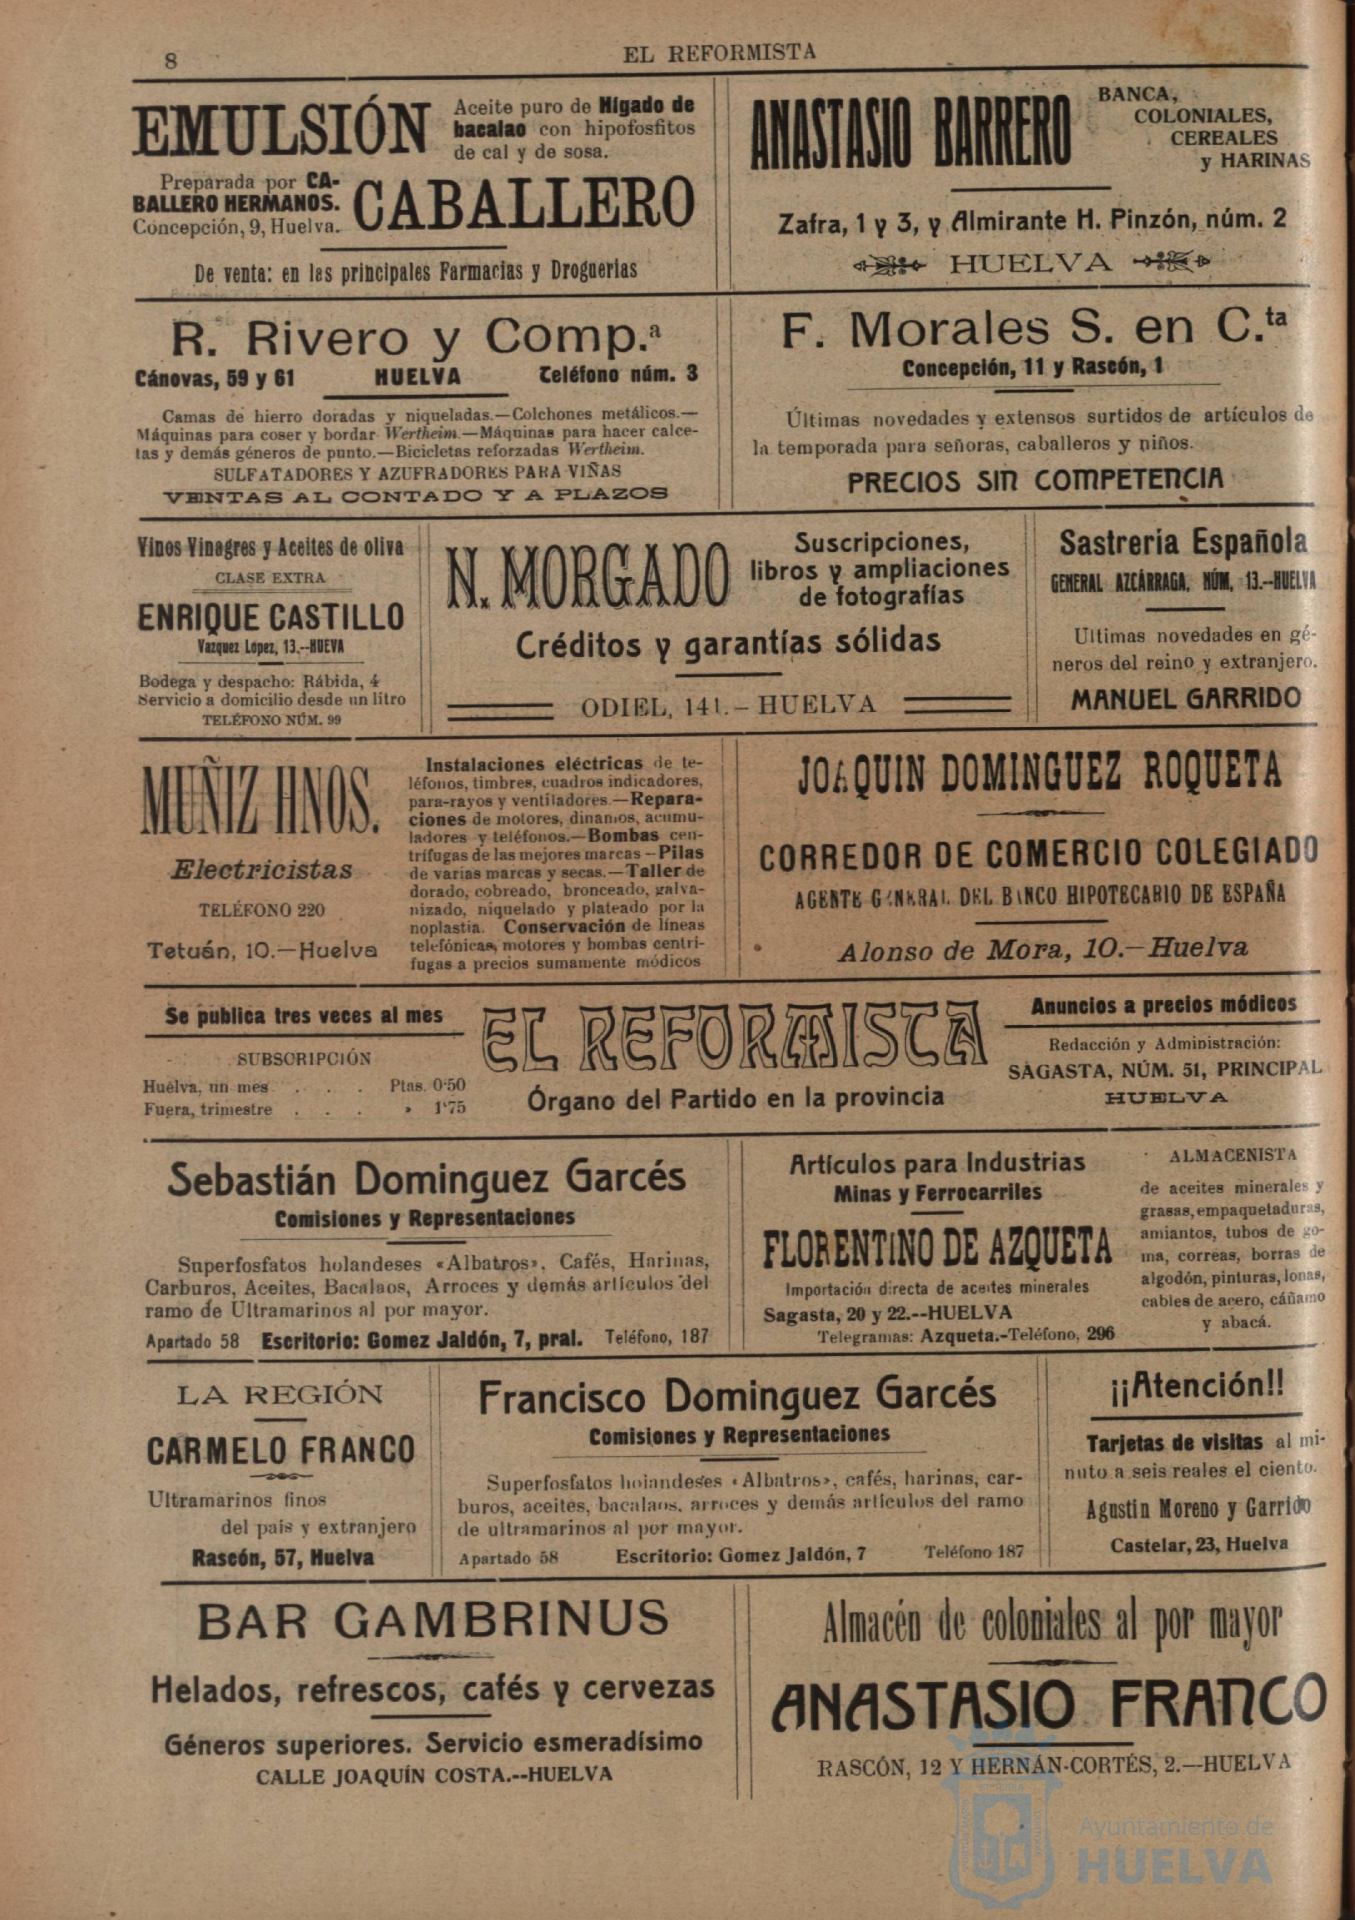 8
EL REFORMISTA
EMULSIÓN
Aceite puro de Hígado de
bacalao con hipofosfitos
de cal y de sosa.
Preparada por CA-
BALLERO HERMANOS.
Concepción, 9, Huelva.
CABALLERO
De venta: en las principales Farmacias y Droguerias
ANASTASIO BARRERO
BANCA,
COLONIALES,
CEREALES
y HARINAS
Zafra, 1 y 3, y Almirante H. Pinzón, núm. 2
HUELVA
R. Rivero y Comp.ª
Cánovas, 59 y 61 HUELVA Teléfono núm. 3
Camas de hierro doradas y niqueladas.—Colchones metálicos.—
Máquinas para coser y bordar Wertheim.—Máquinas para hacer calce-
tas y demás géneros de punto.—Bicicletas reforzadas Wertheim.
SULFATADORES Y AZUFRADORES PARA VIÑAS
VENTAS AL CONTADO Y A PLAZOS
F. Morales S. en C.ta
Concepción, 11 y Rascón, 1
Últimas novedades y extensos surtidos de artículos de
la temporada para señoras, caballeros y niños.
PRECIOS SIN COMPETENCIA
Vinos Vinagres y Aceites de oliva
CLASE EXTRA
ENRIQUE CASTILLO
Vazquez Lopez, 13.--HUEVA
Bodega y despacho: Rábida, 4
Servicio a domicilio desde un litro
TELÉFONO NÚM. 99
N. MORGADO
Suscripciones,
libros y ampliaciones
de fotografías
Créditos y garantías sólidas
ODIEL, 141.- HUELVA
Sastrería Española
GENERAL AZCÁRRAGA, NÚM, 13.--HUELVA
Ultimas novedades en gé-
neros del reino y extranjero.
MANUEL GARRIDO
MUÑIZ HNOS.
Electricistas
TELÉFONO 220
Tetuán, 10.—Huelva
Instalaciones eléctricas de te-
léfonos, timbres, cuadros indicadores,
para-rayos y ventiladores.—Repara-
ciones de motores, dinamos, acumu-
ladores y teléfonos.—Bombas cen-
trífugas de las mejores marcas—Pilas
de varias marcas y secas.—Taller de
dorado, cobreado, bronceado, galva-
nizado, niquelado y plateado por la
noplastia. Conservación de líneas
telefónicas, motores y bombas centri-
fugas a precios sumamente módicos
JOAQUIN DOMINGUEZ ROQUETA
CORREDOR DE COMERCIO COLEGIADO
AGENTE GENERAL DEL BANCO HIPOTECARIO DE ESPAÑA
Alonso de Mora, 10.—Huelva
Se publica tres veces al mes
SUBSCRIPCIÓN
Huelva, un mes . . . Ptas. 0‘50
Fuera, trimestre . . . » 1‘75
EL REFORMISTA
Órgano del Partido en la provincia
Anuncios a precios módicos
Redacción y Administración:
SAGASTA, NÚM. 51, PRINCIPAL
HUELVA
Sebastián Dominguez Garcés
Comisiones y Representaciones
Superfosfatos holandeses «Albatros», Cafés, Harinas,
Carburos, Aceites, Bacalaos, Arroces y demás artículos del
ramo de Ultramarinos al por mayor.
Apartado 58 Escritorio: Gomez Jaldón, 7, pral. Teléfono, 187
Artículos para Industrias
Minas y Ferrocarriles
FLORENTINO DE AZQUETA
Importación directa de aceites minerales
Sagasta, 20 y 22.--HUELVA
Telegramas: Azqueta.-Teléfono, 296
ALMACENISTA
de aceites minerales y
grasas, empaquetaduras,
amiantos, tubos de go-
ma, correas, borras de
algodón, pinturas, lonas,
cables de acero, cáñamo
y abacá.
LA REGIÓN
CARMELO FRANCO
Ultramarinos finos
del país y extranjero
Rascón, 57, Huelva
Francisco Dominguez Garcés
Comisiones y Representaciones
Superfosfatos holandeses «Albatros», cafés, harinas, car-
buros, aceites, bacalaos, arroces y demás artículos del ramo
de ultramarinos al por mayor.
Apartado 58 Escritorio: Gomez Jaldón, 7 Teléfono 187
¡¡Atención!!
Tarjetas de visitas al mi-
nuto a seis reales el ciento.
Agustin Moreno y Garrido
Castelar, 23, Huelva
BAR GAMBRINUS
Helados, refrescos, cafés y cervezas
Géneros superiores. Servicio esmeradísimo
CALLE JOAQUÍN COSTA.--HUELVA
Almacén de coloniales al por mayor
ANASTASIO FRANCO
RASCÓN, 12 Y HERNÁN-CORTÉS, 2.—HUELVA
Ayuntamiento de
HUELVA